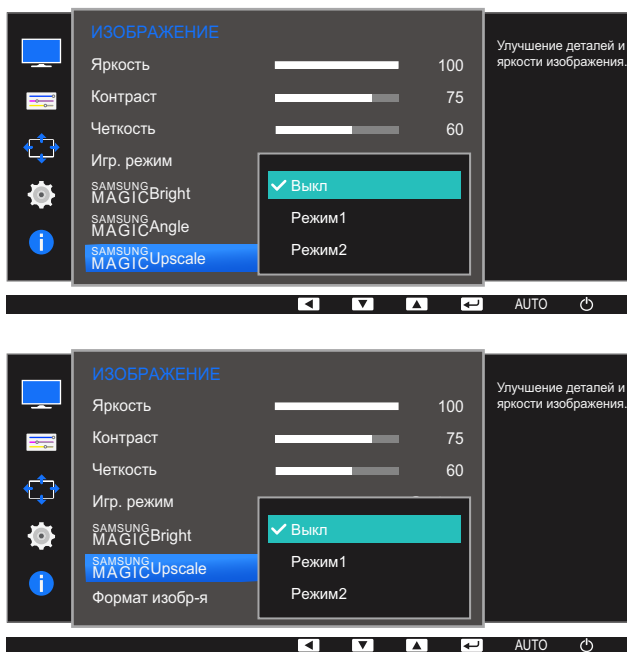 ИЗОБРАЖЕНИЕ
Улучшение деталей и
яркости изображения.
Яркость 100
Контраст 75
Четкость 60
Игр. режим
SAMSUNG
MAGICBright
Выкл
SAMSUNG
MAGICAngle
Режим1
SAMSUNG
MAGICUpscale
Режим2
AUTO
ИЗОБРАЖЕНИЕ
Улучшение деталей и
яркости изображения.
Яркость 100
Контраст 75
Четкость 60
Игр. режим
SAMSUNG
MAGICBright
Выкл
SAMSUNG
MAGICUpscale
Режим1
Формат изобр-я
Режим2
AUTO